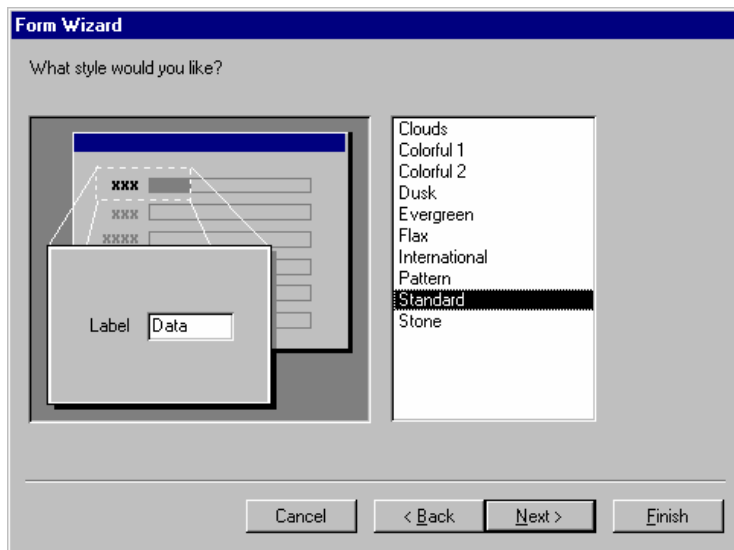 Form Wizard
What style would you like?
xxx
xxx
xxxx
Label Data
Clouds
Colorful 1
Colorful 2
Dusk
Evergreen
Flax
International
Pattern
Standard
Stone
Cancel
< Back
Next >
Finish